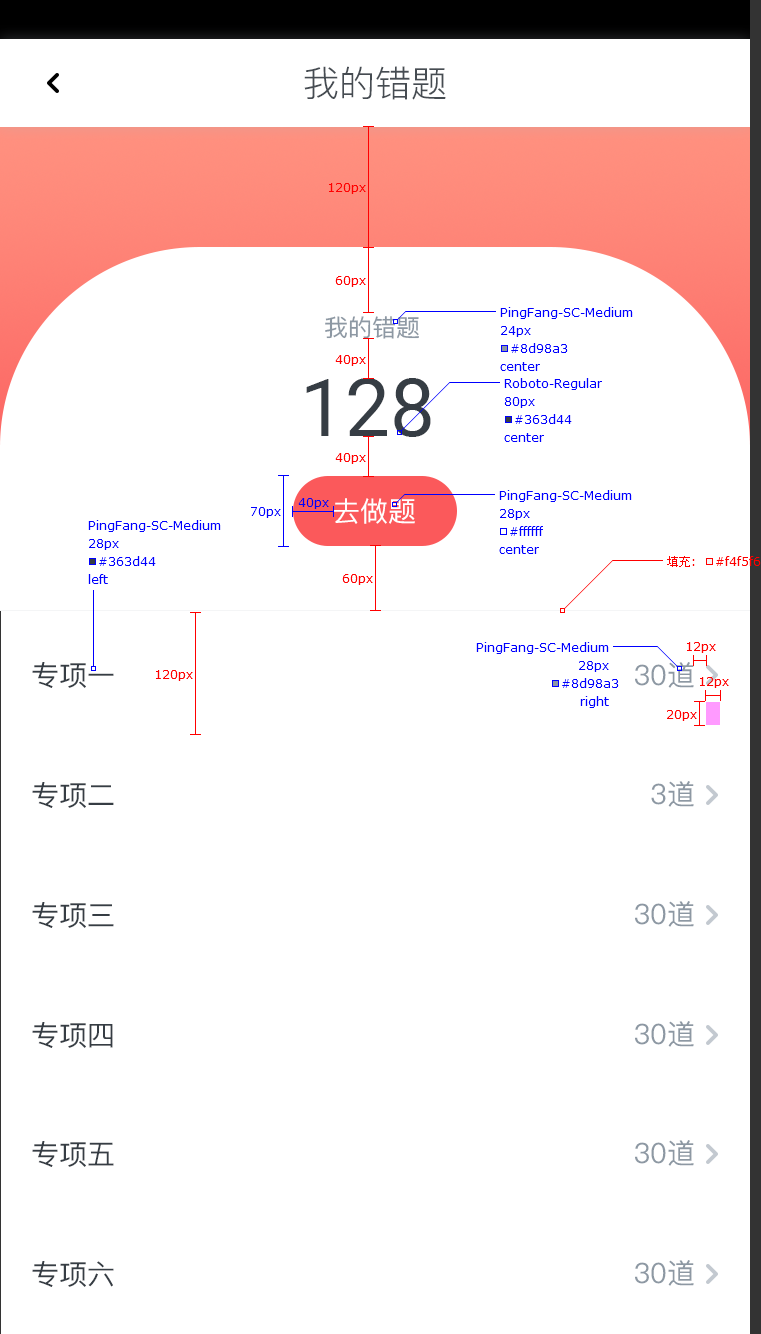 我的错题
120px
60px
我的错题
PingFang-SC-Medium
24px
#8d98a3
center
40px
128
Roboto-Regular
80px
#363d44
center
40px
70px
40px
去做题
PingFang-SC-Medium
28px
#ffffff
center
PingFang-SC-Medium
28px
#363d44
left
60px
填充: #f4f5f6
专项一
120px
PingFang-SC-Medium
28px
#8d98a3
right
30道
12px
12px
20px
专项二 3道
专项三 30道
专项四 30道
专项五 30道
专项六 30道